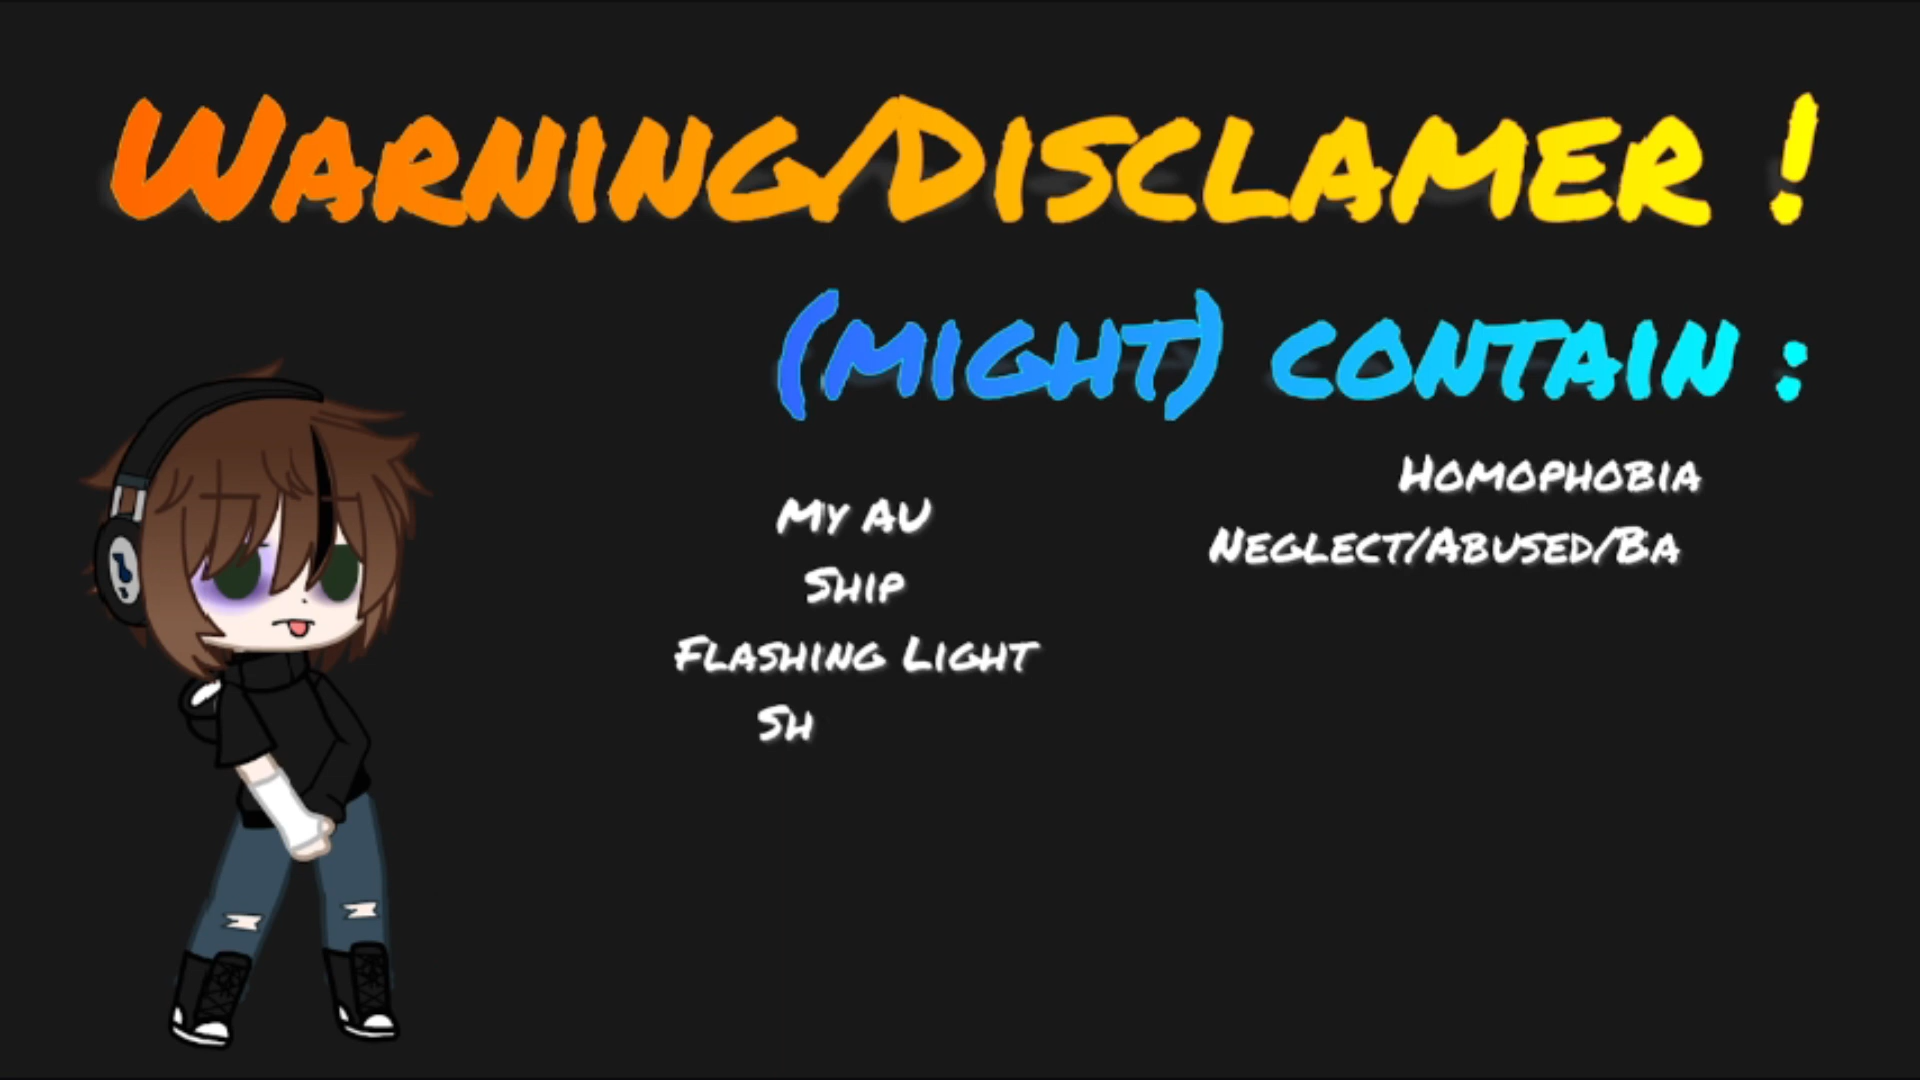 Warning/Disclamer !
(might) contain :
My AU
Ship
Flashing Light
Sh
Homophobia
Neglect/Abused/Ba